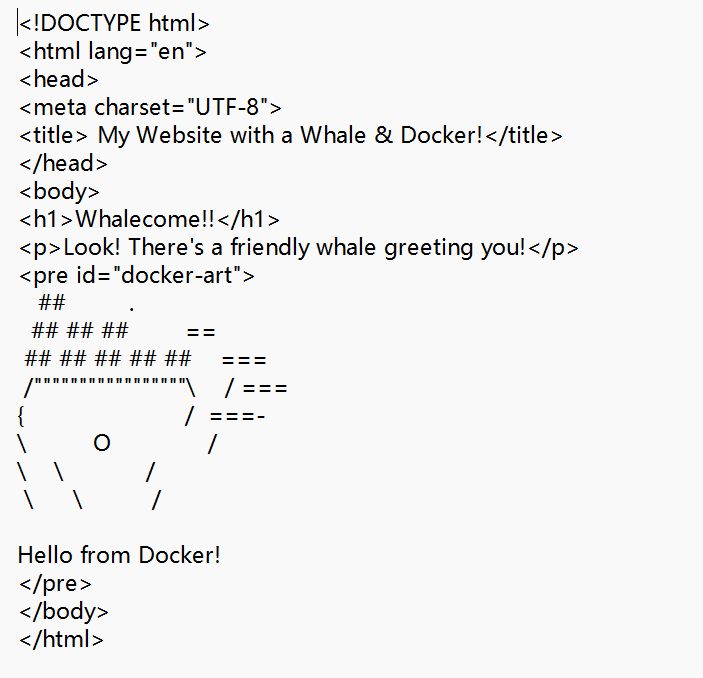 <!DOCTYPE html>
<html lang="en">
<head>
<meta charset="UTF-8">
<title> My Website with a Whale & Docker!</title>
</head>
<body>
<h1>Whalecome!!</h1>
<p>Look! There's a friendly whale greeting you!</p>
<pre id="docker-art">
   ##         .
  ## ## ##        ==
 ## ## ## ## ##    ===
 /"""""""""""""""""\    / ===
{                       /  ===-
\         O              /
\    \            /
 \     \          /

Hello from Docker!
</pre>
</body>
</html>